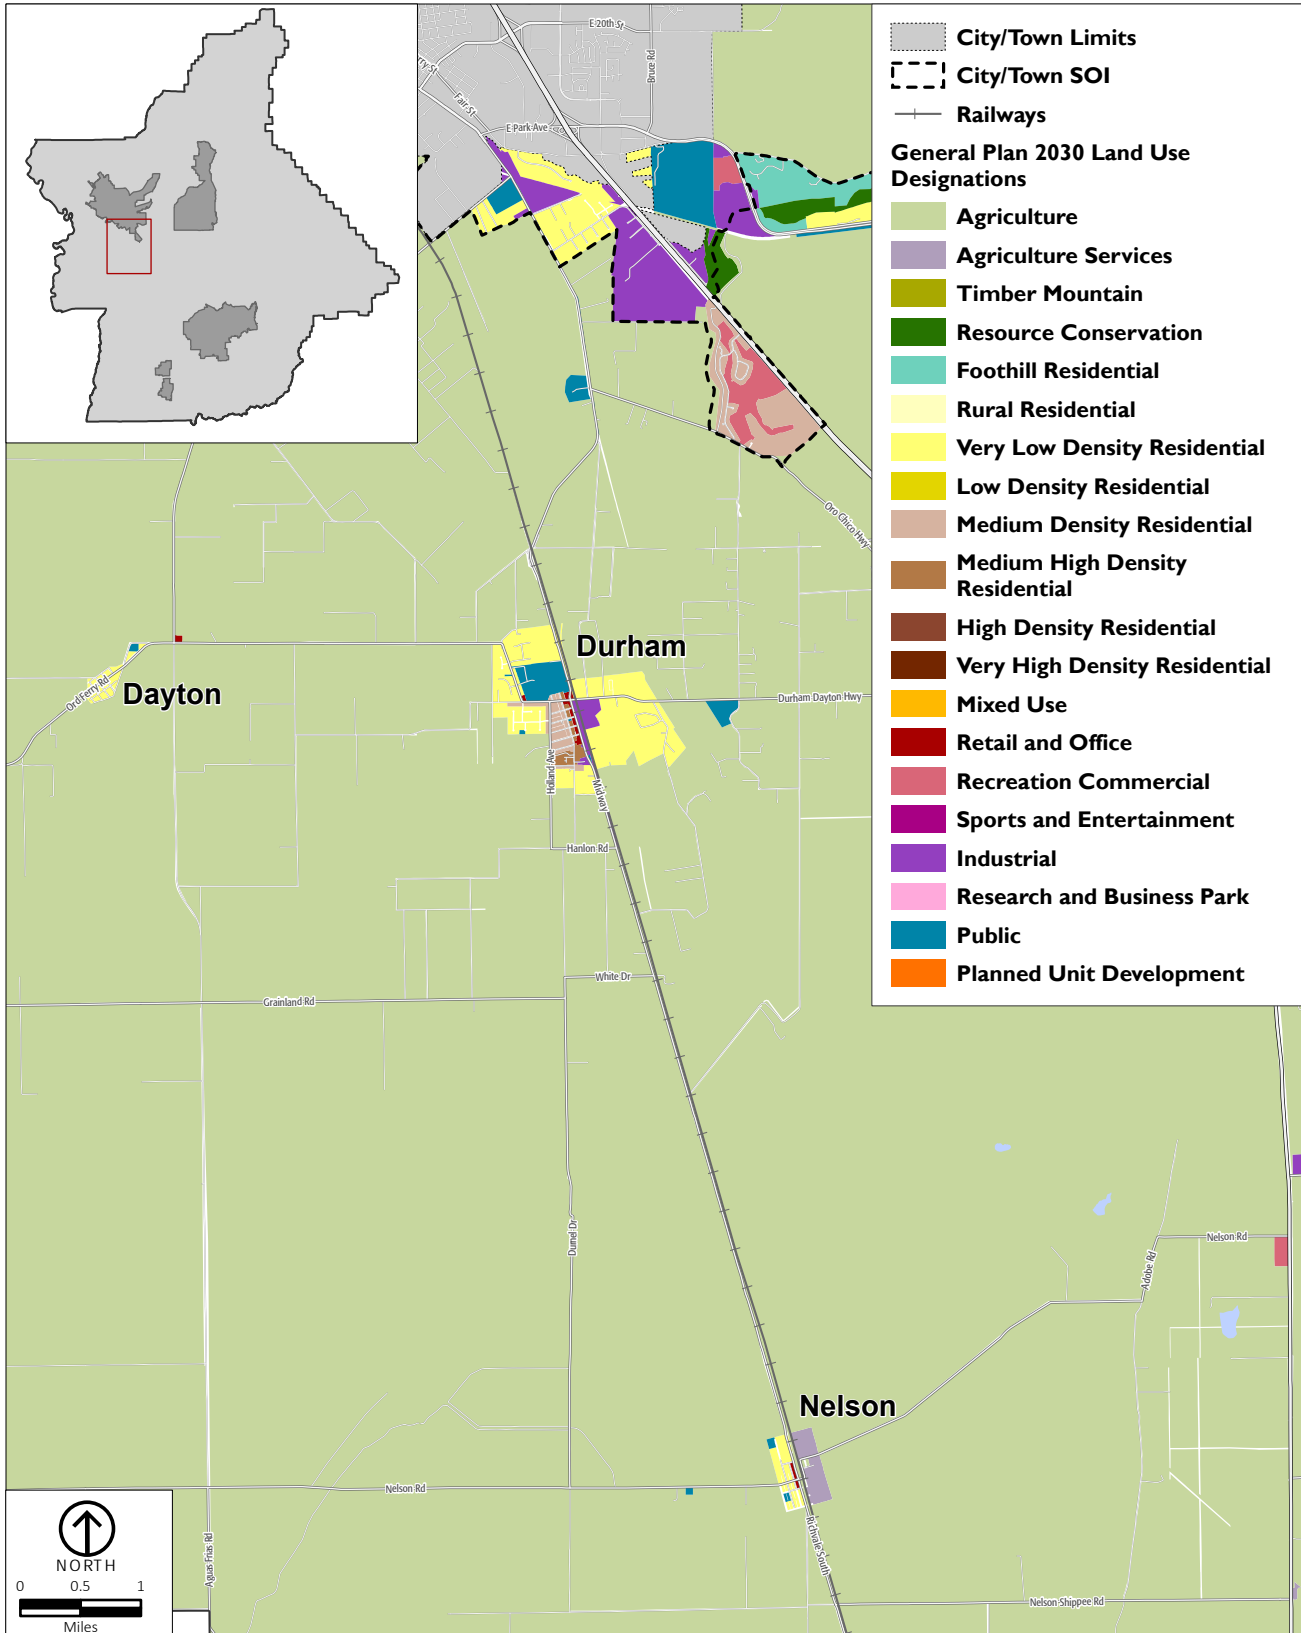 E 20th St
Bruce Rd
Fair St
E Park Ave
Oro Chico Hwy
Durham
Dayton
Ord Ferry Rd
Durham Dayton Hwy
Holland Ave
Midway
Hanlon Rd
White Dr
Grainland Rd
Durnel Dr
Nelson Rd
Adobe Rd
Nelson
Nelson Rd
Aguas Frias Rd
Richvale South
Nelson Shippee Rd
City/Town Limits
City/Town SOI
Railways
General Plan 2030 Land Use
Designations
Agriculture
Agriculture Services
Timber Mountain
Resource Conservation
Foothill Residential
Rural Residential
Very Low Density Residential
Low Density Residential
Medium Density Residential
Medium High Density
Residential
High Density Residential
Very High Density Residential
Mixed Use
Retail and Office
Recreation Commercial
Sports and Entertainment
Industrial
Research and Business Park
Public
Planned Unit Development
NORTH
0 0.5 1
Miles